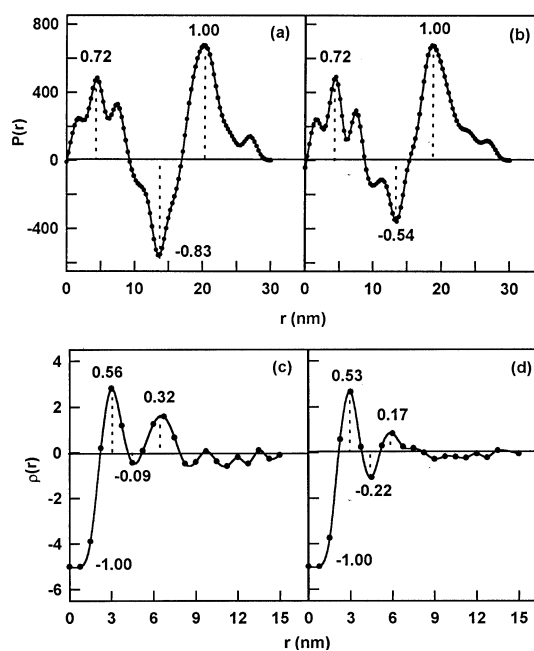 800
400
0
-400
P(r)
(a)
0.72
1.00
-0.83
0 10 20 30
(b)
0.72
1.00
-0.54
0 10 20 30
r (nm)
4
2
0
-2
-4
-6
ρ(r)
(c)
0.56
0.32
-0.09
-1.00
0 3 6 9 12 15
r (nm)
(d)
0.53
0.17
-0.22
-1.00
0 3 6 9 12 15
r (nm)